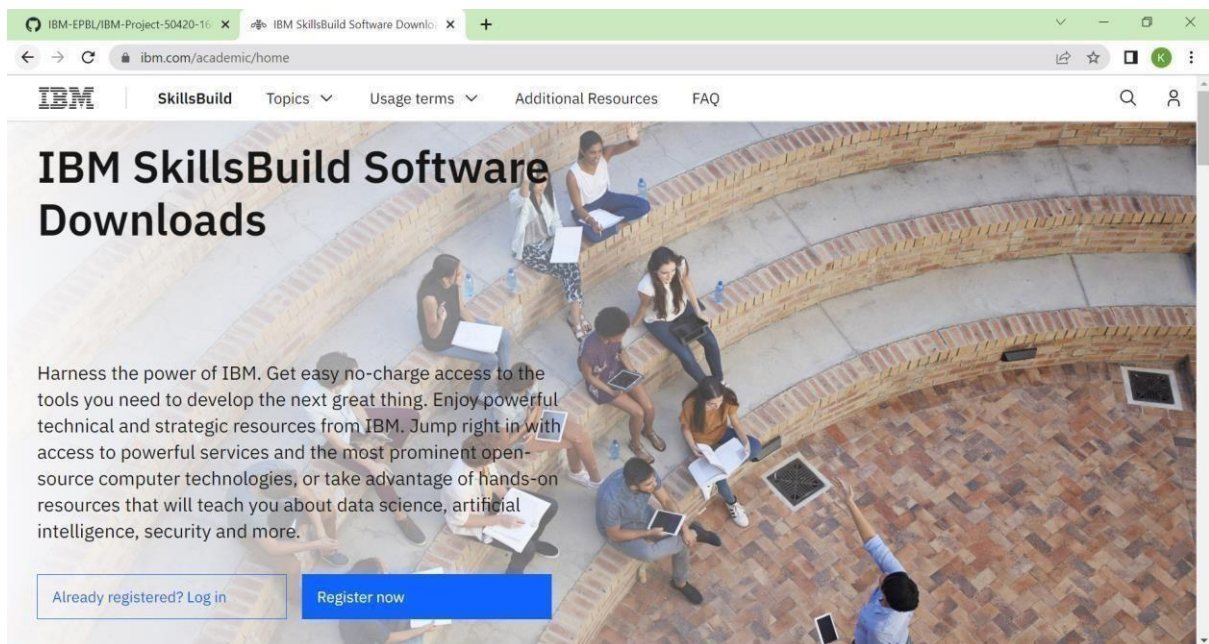 IBM-EPBL/IBM-Project-50420-16
IBM SkillsBuild Software Downlo
ibm.com/academic/home
K
IBM
SkillsBuild
Topics
Usage terms
Additional Resources
FAQ
IBM SkillsBuild Software
Downloads
Harness the power of IBM. Get easy no-charge access to the
tools you need to develop the next great thing. Enjoy powerful
technical and strategic resources from IBM. Jump right in with
access to powerful services and the most prominent open-
source computer technologies, or take advantage of hands-on
resources that will teach you about data science, artificial
intelligence, security and more.
Already registered? Log in
Register now